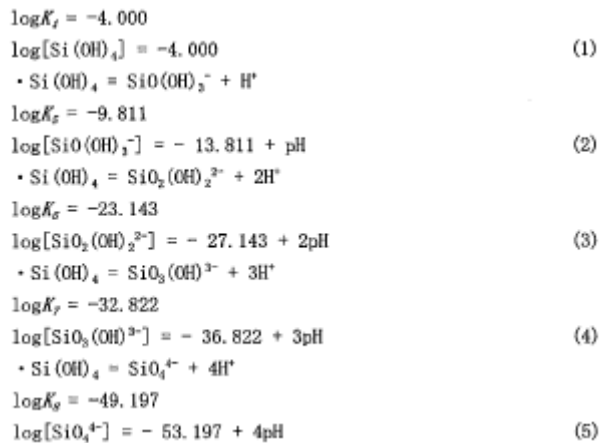 logK₄ = -4.000
log[Si(OH)₄] = -4.000 (1)
・Si(OH)₄ = SiO(OH)₃⁻ + H⁺
logK₅ = -9.811
log[SiO(OH)₃⁻] = - 13.811 + pH (2)
・Si(OH)₄ = SiO₂(OH)₂²⁻ + 2H⁺
logK₆ = -23.143
log[SiO₂(OH)₂²⁻] = - 27.143 + 2pH (3)
・Si(OH)₄ = SiO₃(OH)³⁻ + 3H⁺
logK₇ = -32.822
log[SiO₃(OH)³⁻] = - 36.822 + 3pH (4)
・Si(OH)₄ = SiO₄⁴⁻ + 4H⁺
logK₈ = -49.197
log[SiO₄⁴⁻] = - 53.197 + 4pH (5)